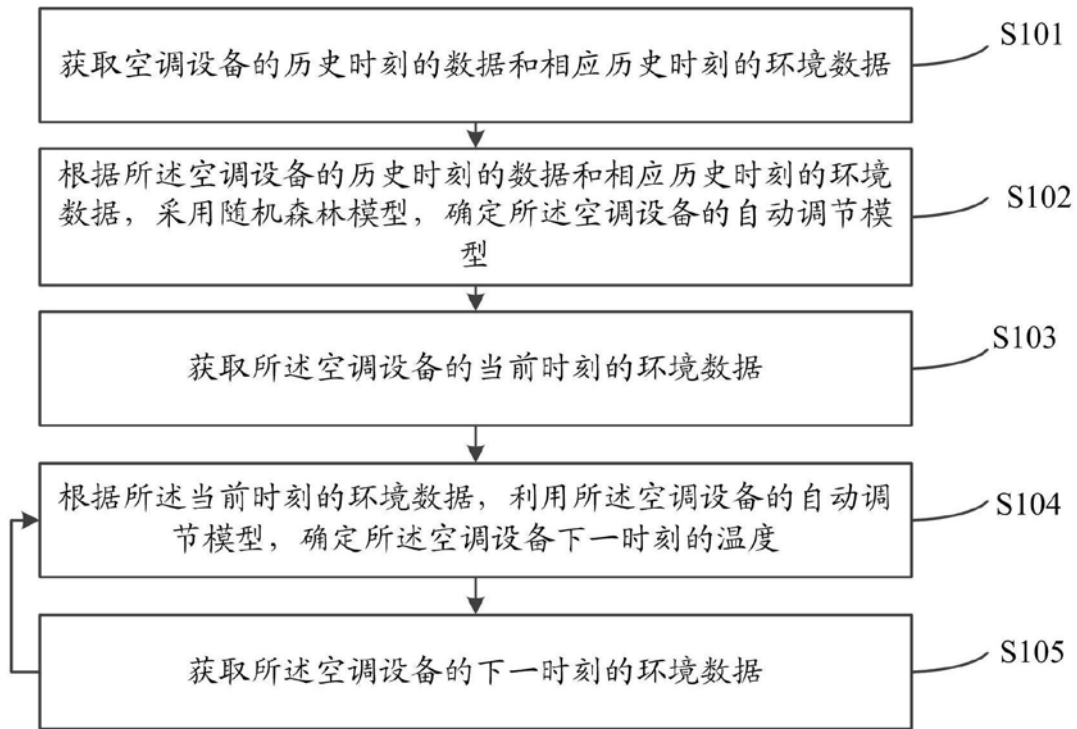 获取空调设备的历史时刻的数据和相应历史时刻的环境数据
S101
根据所述空调设备的历史时刻的数据和相应历史时刻的环境
数据，采用随机森林模型，确定所述空调设备的自动调节模
型
S102
获取所述空调设备的当前时刻的环境数据
S103
根据所述当前时刻的环境数据，利用所述空调设备的自动调
节模型，确定所述空调设备下一时刻的温度
S104
获取所述空调设备的下一时刻的环境数据
S105